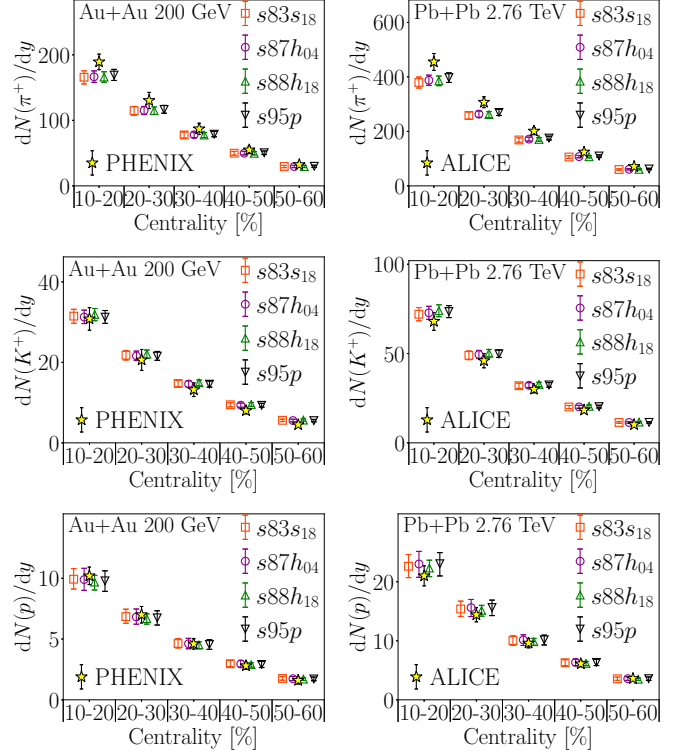 Au+Au 200 GeV
s83s₁₈
s87h₀₄
s88h₁₈
s95p
PHENIX
dN(π⁺)/dy
200
100
0
10-20 20-30 30-40 40-50 50-60
Centrality [%]
Pb+Pb 2.76 TeV
s83s₁₈
s87h₀₄
s88h₁₈
s95p
ALICE
dN(π⁺)/dy
600
400
200
0
10-20 20-30 30-40 40-50 50-60
Centrality [%]
Au+Au 200 GeV
s83s₁₈
s87h₀₄
s88h₁₈
s95p
PHENIX
dN(K⁺)/dy
40
20
0
10-20 20-30 30-40 40-50 50-60
Centrality [%]
Pb+Pb 2.76 TeV
s83s₁₈
s87h₀₄
s88h₁₈
s95p
ALICE
dN(K⁺)/dy
100
50
0
10-20 20-30 30-40 40-50 50-60
Centrality [%]
Au+Au 200 GeV
s83s₁₈
s87h₀₄
s88h₁₈
s95p
PHENIX
dN(p)/dy
10
5
0
10-20 20-30 30-40 40-50 50-60
Centrality [%]
Pb+Pb 2.76 TeV
s83s₁₈
s87h₀₄
s88h₁₈
s95p
ALICE
dN(p)/dy
20
10
0
10-20 20-30 30-40 40-50 50-60
Centrality [%]